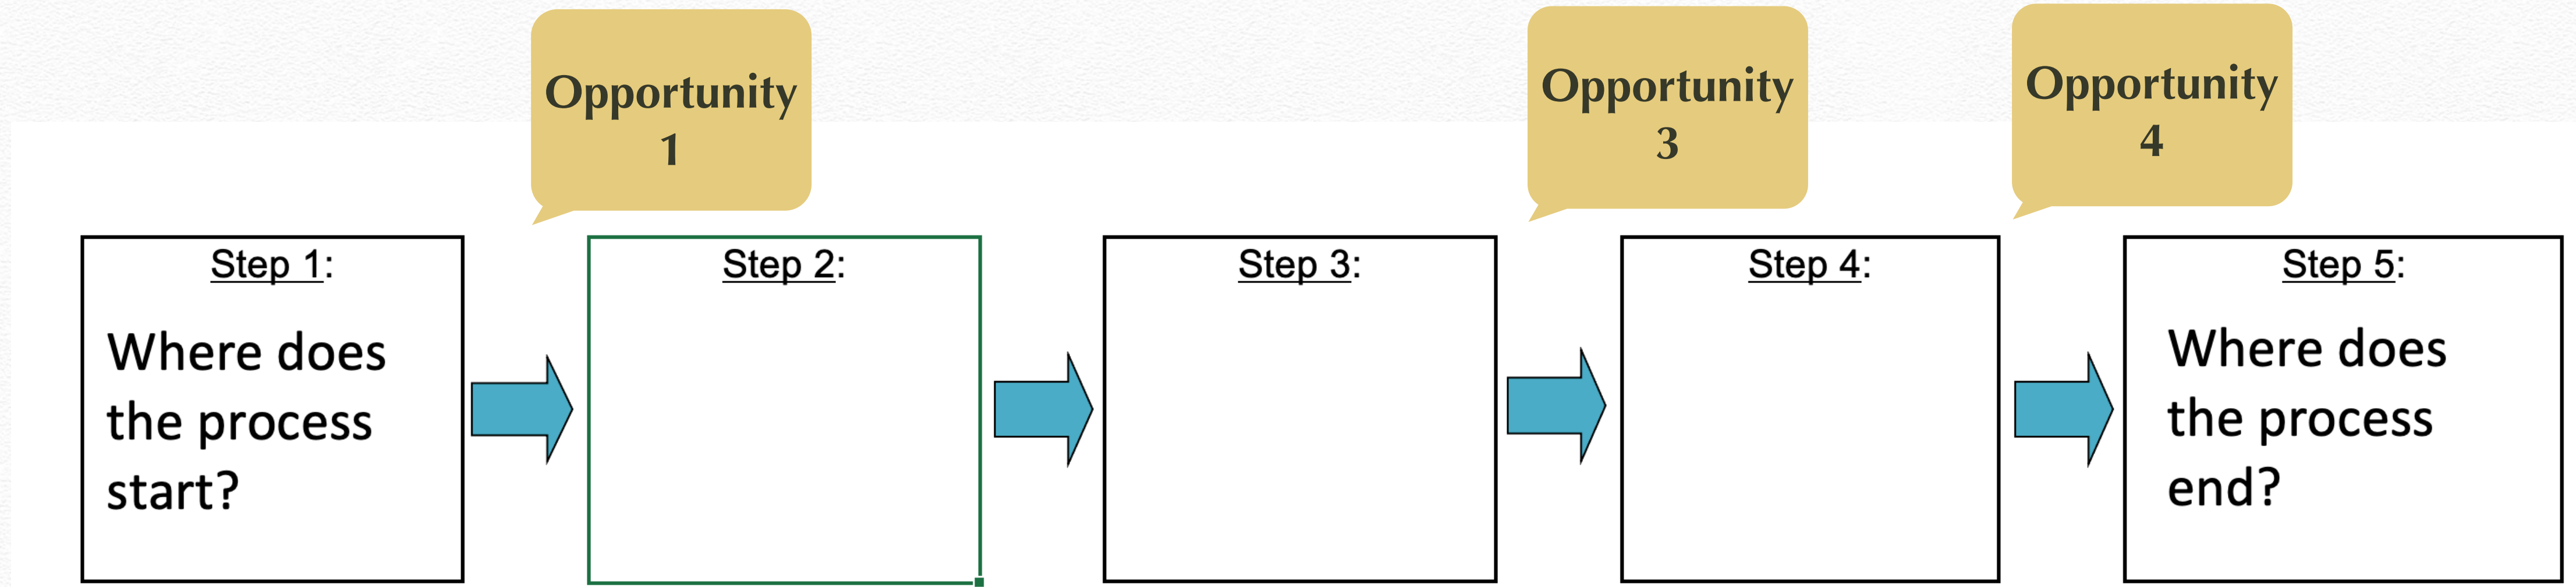 Opportunity
1
Opportunity
3
Opportunity
4
Step 1:
Where does
the process
start?
Step 2:
Step 3:
Step 4:
Step 5:
Where does
the process
end?